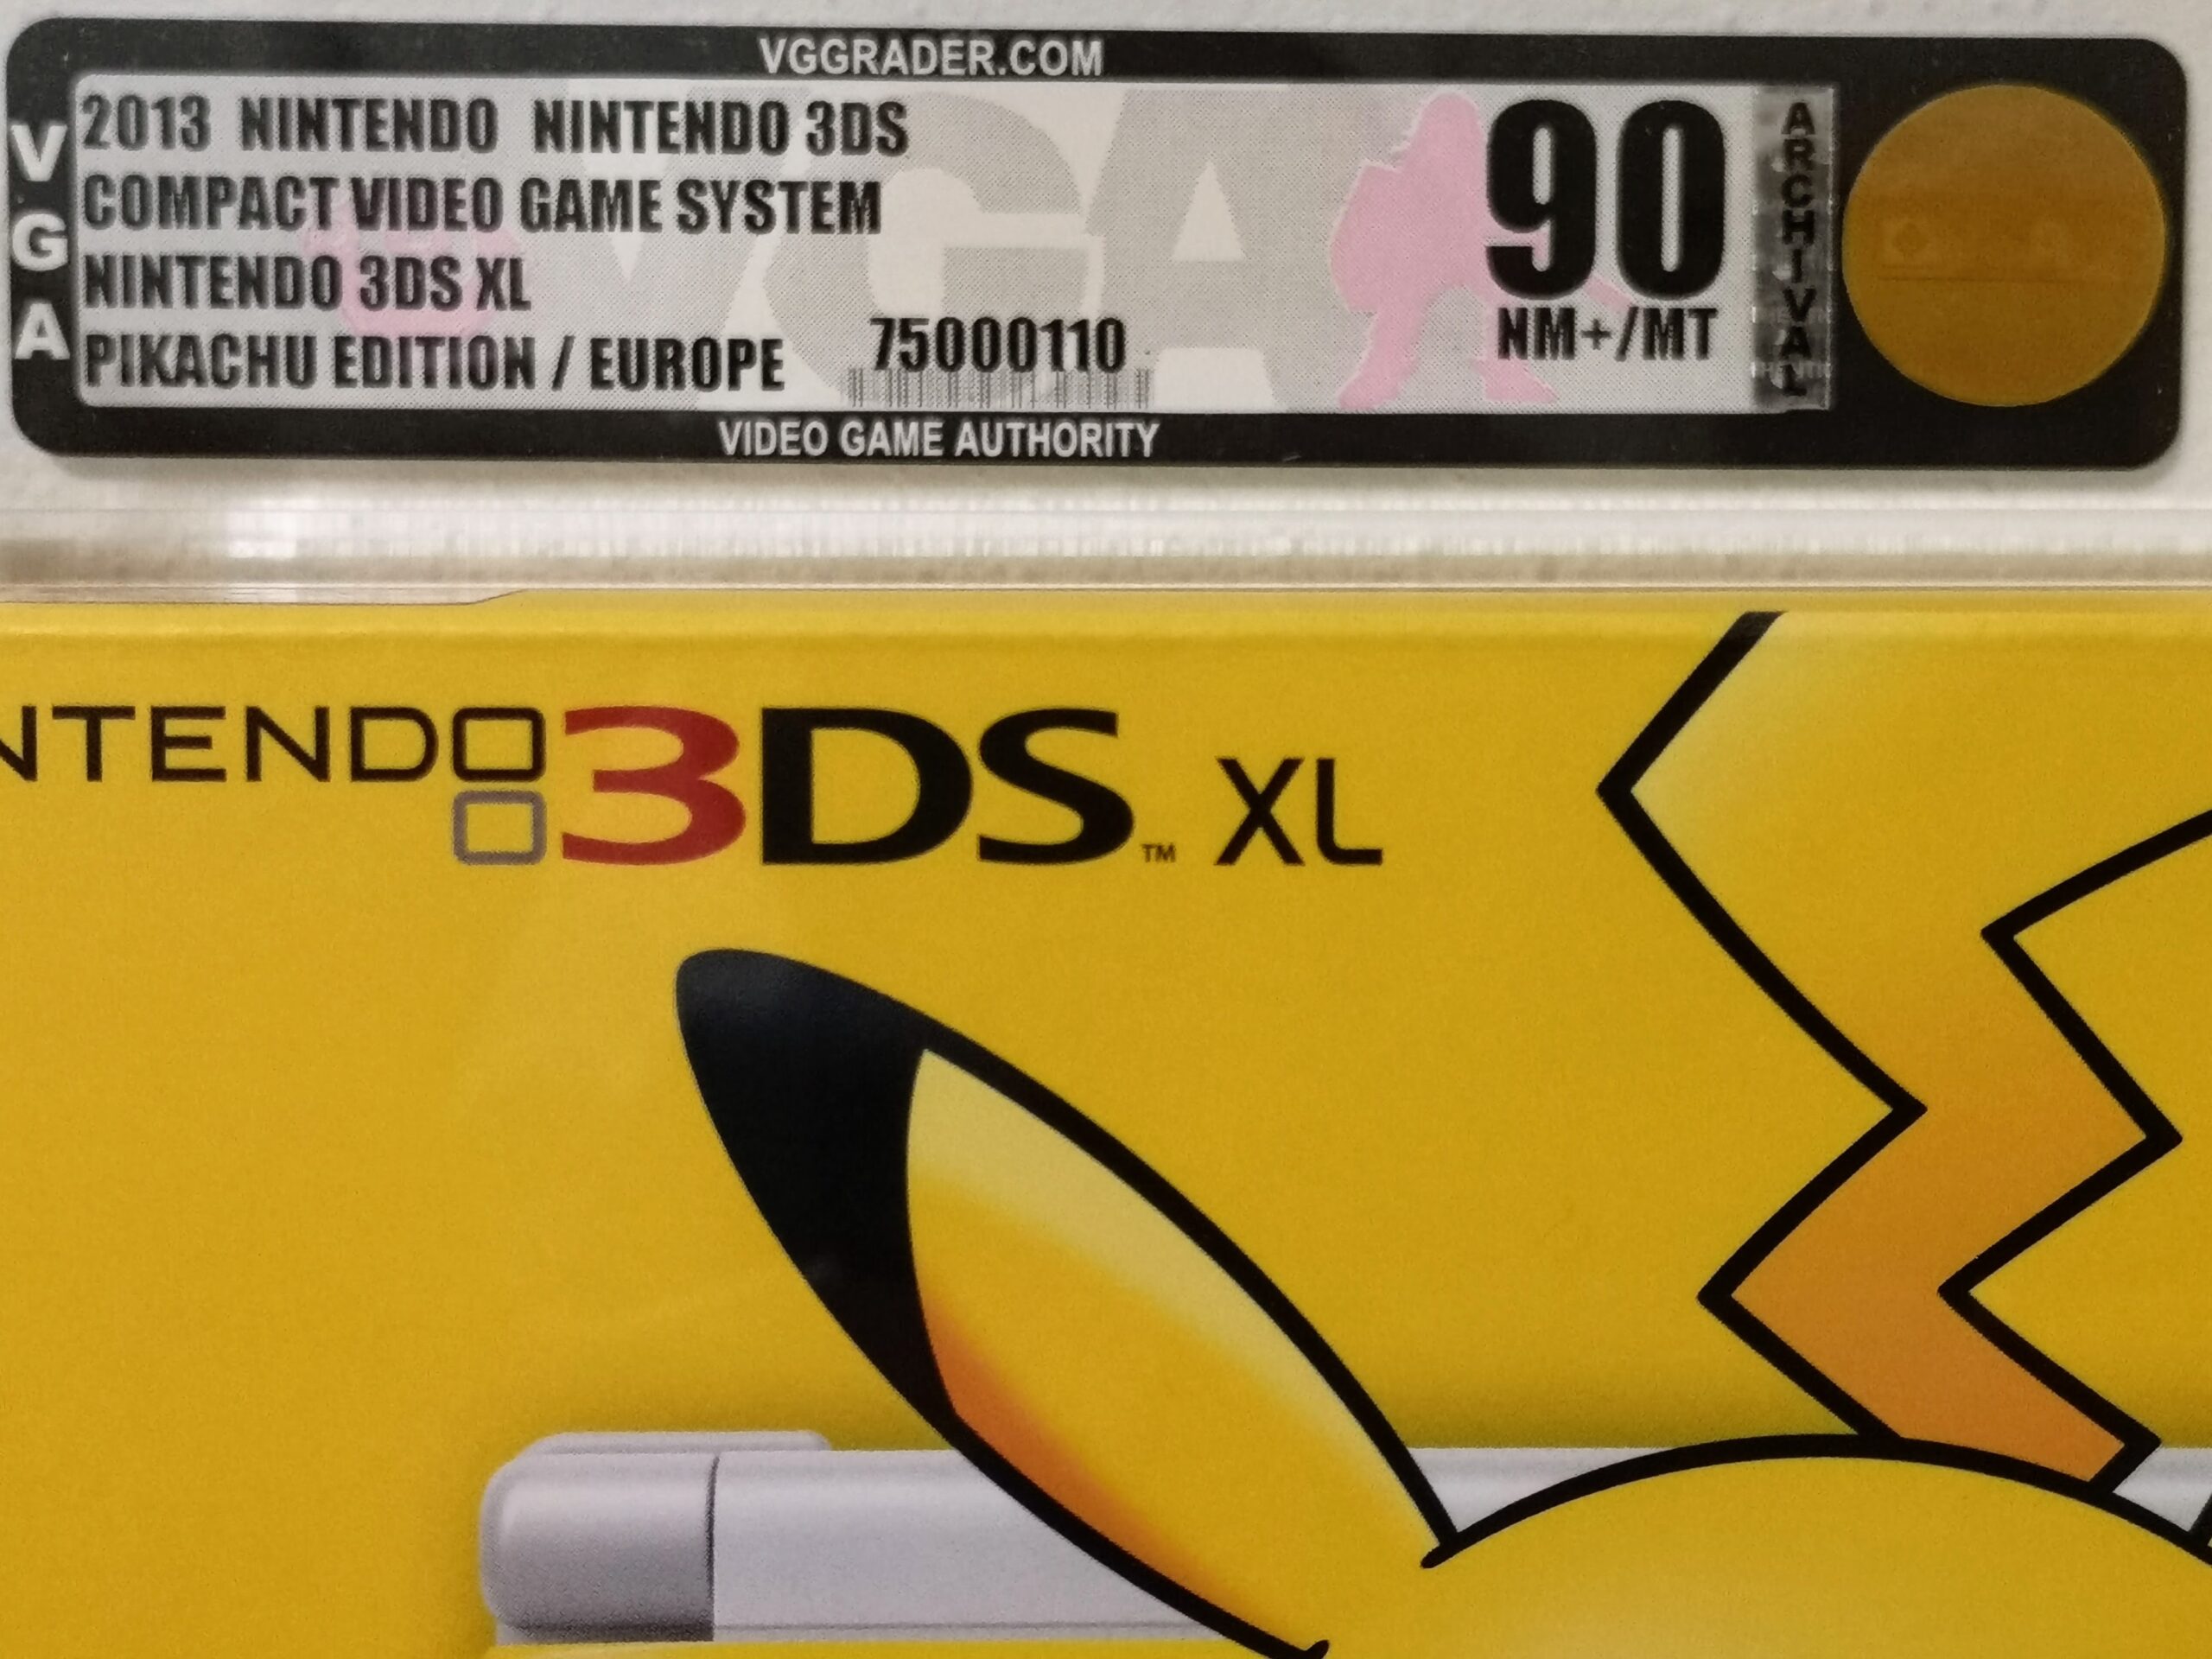 VGGRADER.COM
VGA
2013 NINTENDO NINTENDO 3DS
COMPACT VIDEO GAME SYSTEM
NINTENDO 3DS XL
PIKACHU EDITION / EUROPE
75000110
90
NM+/MT
ARCHIVAL
VGA
VIDEO GAME AUTHORITY
NTENDO 3DS™ XL